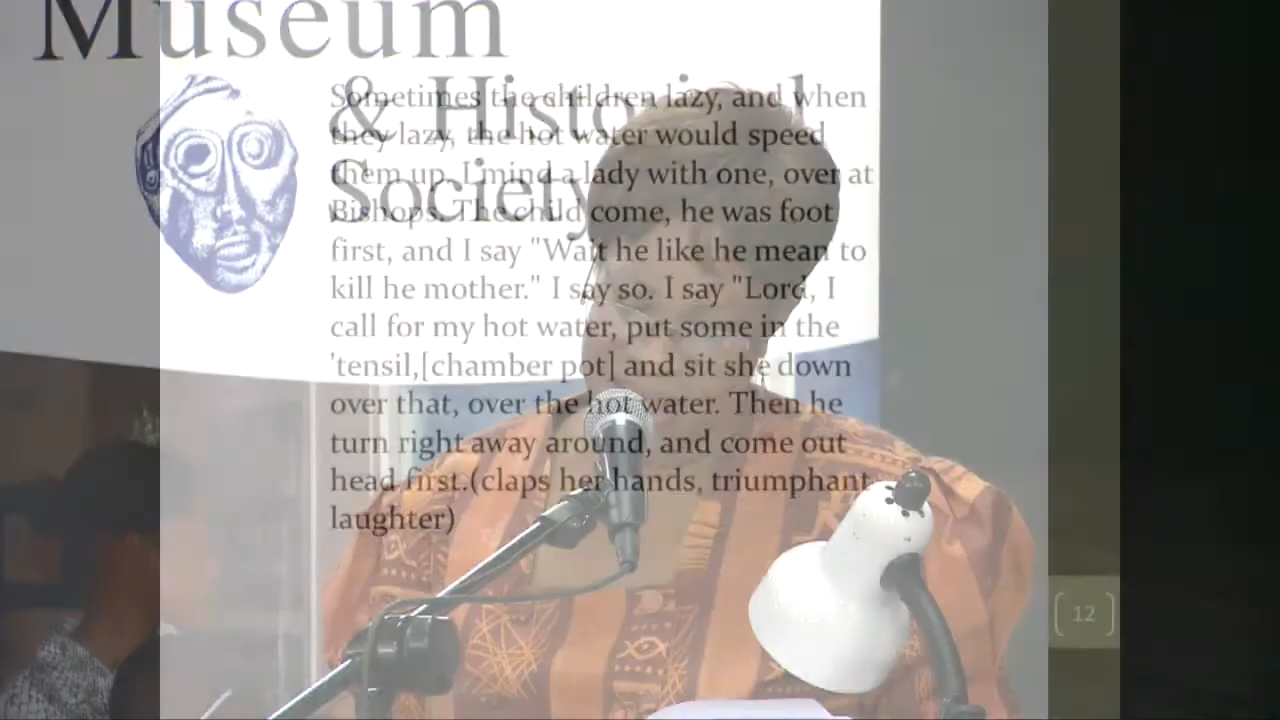 Museum
& Historical
Society
Sometimes the children lazy, and when
they lazy, the hot water would speed
them up. I mind a lady with one, over at
Bishops. The child come, he was foot
first, and I say "Wait he like he mean to
kill he mother." I say so. I say "Lord, I
call for my hot water, put some in the
'tensil,[chamber pot] and sit she down
over that, over the hot water. Then he
turn right away around, and come out
head first.(claps her hands, triumphant
laughter)
12